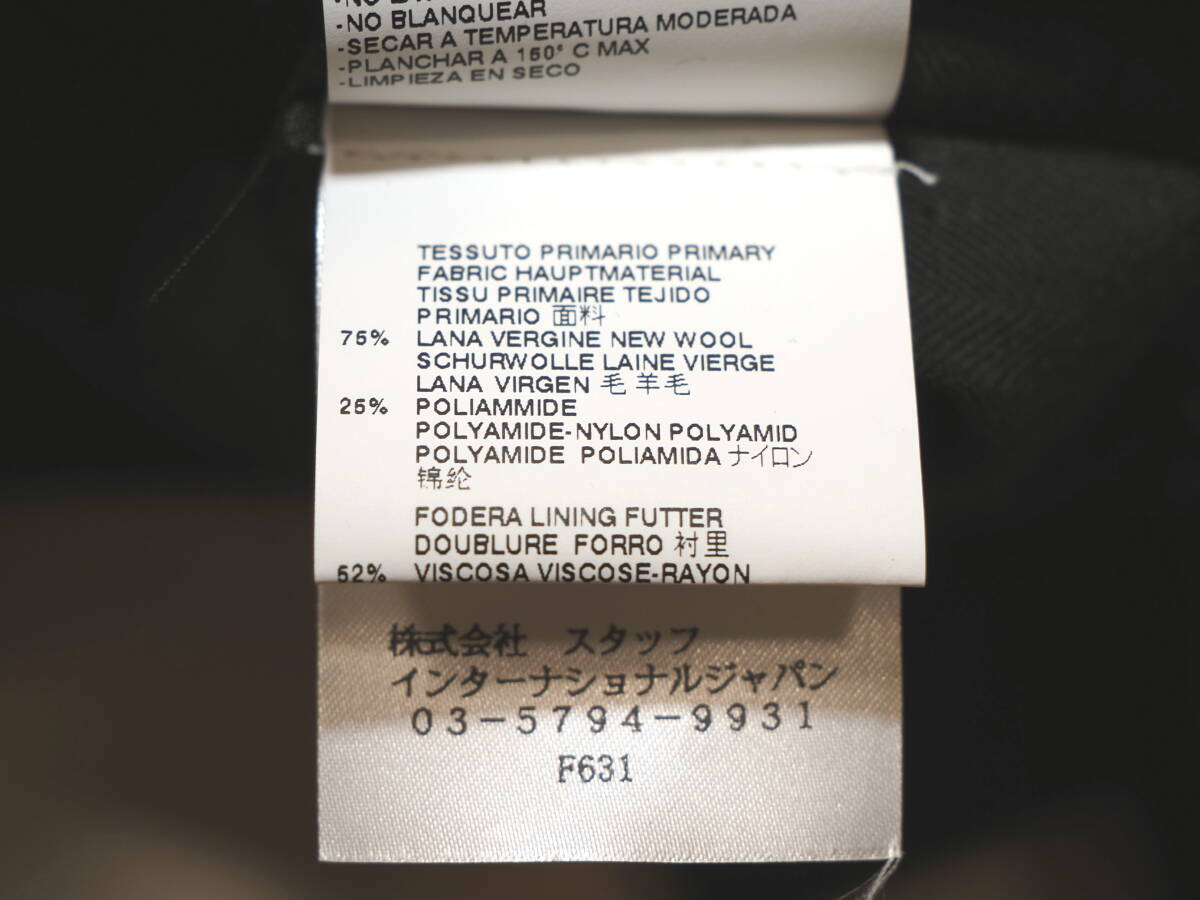 -NO
-NO BLANQUEAR
-SECAR A TEMPERATURA MODERADA
-PLANCHAR A 150° C MAX
-LIMPIEZA EN SECO
TESSUTO PRIMARIO PRIMARY
FABRIC HAUPTMATERIAL
TISSU PRIMAIRE TEJIDO
PRIMARIO 面料
75% LANA VERGINE NEW WOOL
SCHURWOLLE LAINE VIERGE
LANA VIRGEN 毛 羊毛
25% POLIAMMIDE
POLYAMIDE-NYLON POLYAMID
POLYAMIDE POLIAMIDA ナイロン
锦纶
FODERA LINING FUTTER
DOUBLURE FORRO 衬里
52% VISCOSA VISCOSE-RAYON
株式会社 スタッフ
インターナショナルジャパン
03-5794-9931
F631